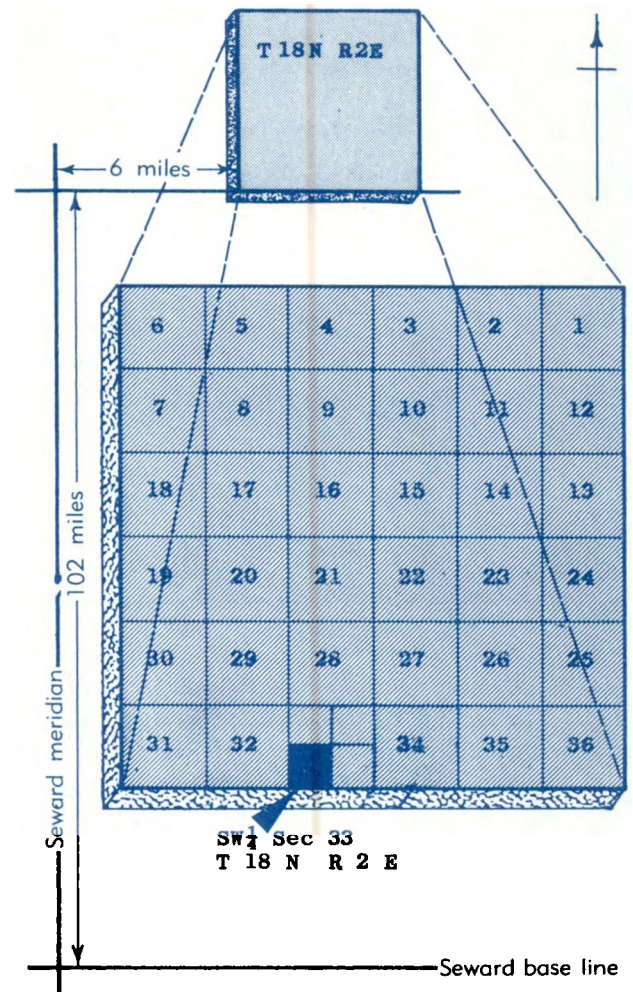 T 18N R2E
6 miles
6 5 4 3 2 1
7 8 9 10 11 12
18 17 16 15 14 13
102 miles
19 20 21 22 23 24
30 29 28 27 26 25
31 32 34 35 36
Seward meridian
SW¼ Sec 33
T 18 N R 2 E
Seward base line